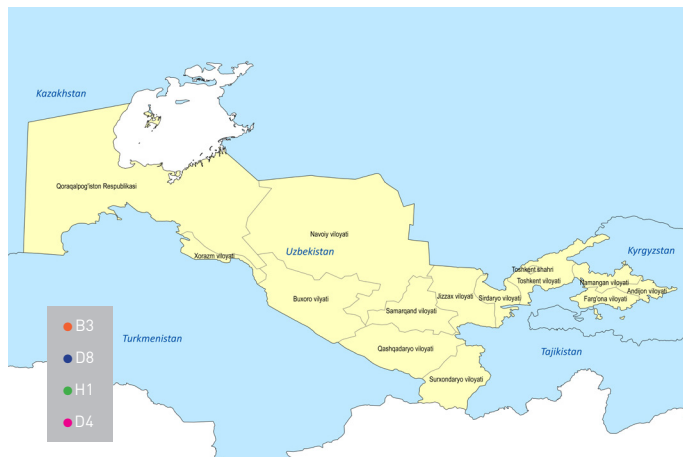 Kazakhstan
Qoraqalpog'iston Respublikasi
Navoiy viloyati
Kyrgyzstan
Uzbekistan
Xorazm viloyati
Toshkent shahri
Toshkent viloyati
Namangan viloyati
Andijon viloyati
Farg'ona viloyati
Buxoro vilyati
Jizzax viloyati
Sirdaryo viloyati
Samarqand viloyati
B3
Turkmenistan
Qashqadaryo viloyati
Tajikistan
D8
Surxondaryo viloyati
H1
D4